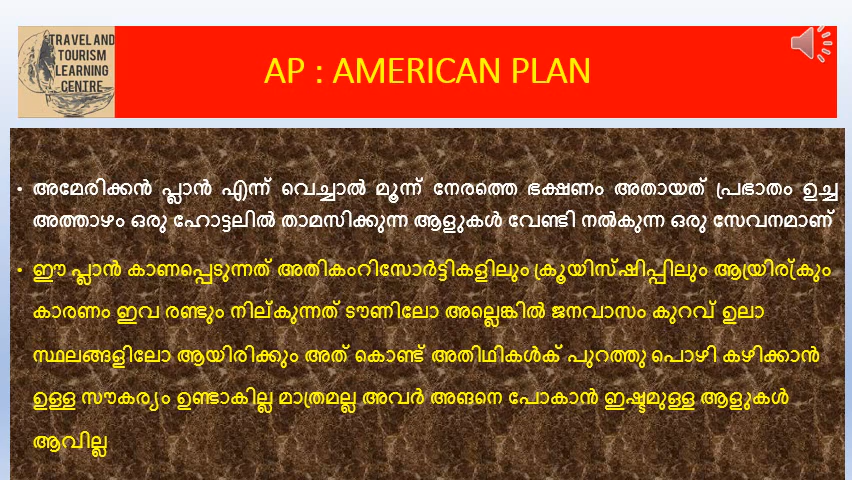 TRAVEL AND
TOURISM
LEARNING
CENTRE
AP : AMERICAN PLAN
• അമേരിക്കൻ പ്ലാൻ എന്ന് വെച്ചാൽ മൂന്ന് നേരത്തെ ഭക്ഷണം അതായത് പ്രഭാതം ഉച്ച
അത്താഴം ഒരു ഹോട്ടലിൽ താമസിക്കുന്ന ആളുകൾ വേണ്ടി നൽകുന്ന ഒരു സേവനമാണ്
• ഈ പ്ലാൻ കാണപ്പെടുന്നത് അതികംറിസോർട്ടികളിലും ക്രൂയിസ്ഷിപ്പിലും
കാരണം ഇവ രണ്ടും നില്കുന്നത് ടൗണിലോ അല്ലെങ്കിൽ ജനവാസം കുറവ് ഉലാ
സ്ഥലങ്ങളിലോ ആയിരിക്കും അത് കൊണ്ട് അതിഥികൾക് പുറത്തു പൊഴി കഴിക്കാൻ
ഉള്ള സൗകര്യം ഉണ്ടാകില്ല മാത്രമല്ല അവർ അങനെ പോകാൻ ഇഷ്ടമുള്ള ആളുകൾ
ആവില്ല